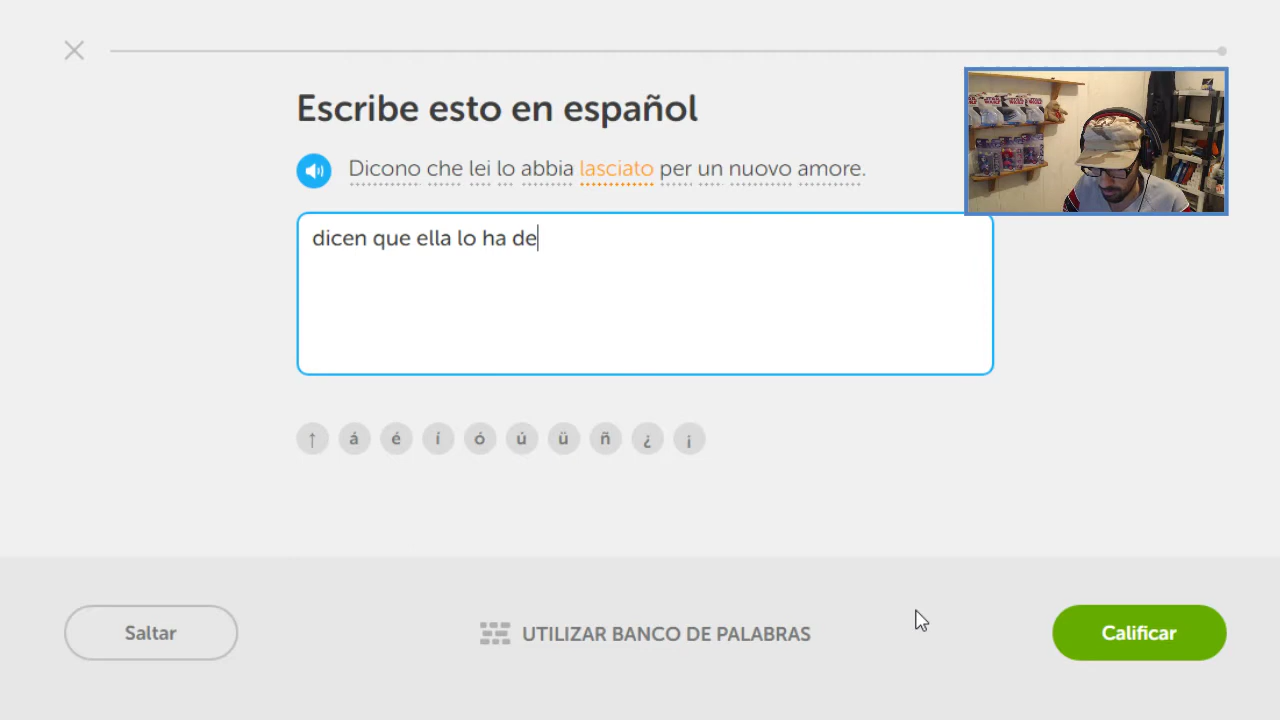 Escribe esto en español
Dicono che lei lo abbia lasciato per un nuovo amore.
dicen que ella lo ha de
↑ á é í ó ú ü ñ ¿ ¡
Saltar
UTILIZAR BANCO DE PALABRAS
Calificar